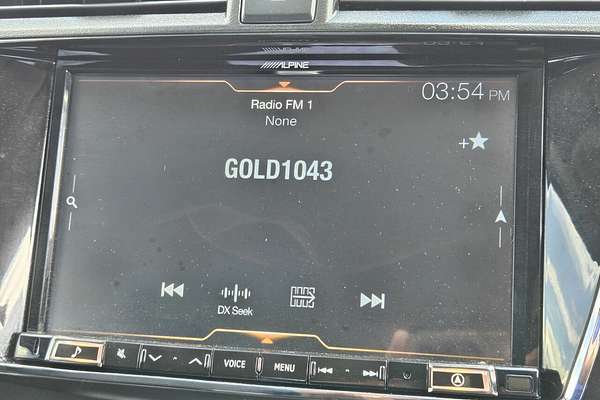 ALPINE
Radio FM 1
03:54 PM
None
GOLD1043
DX Seek
VOICE
MENU